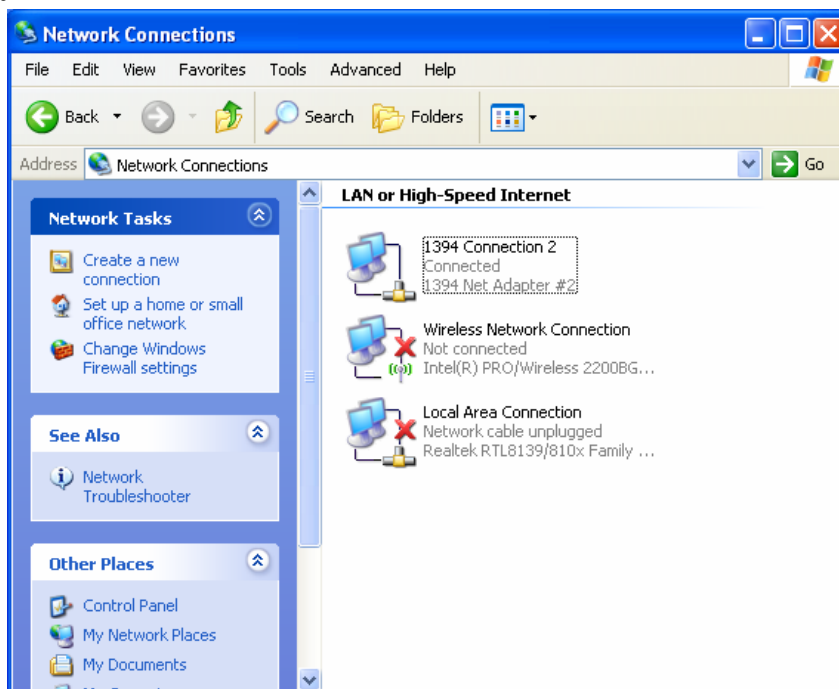 Network Connections
File Edit View Favorites Tools Advanced Help
Back Search Folders
Address Network Connections Go
Network Tasks
Create a new
connection
Set up a home or small
office network
Change Windows
Firewall settings
See Also
Network
Troubleshooter
Other Places
Control Panel
My Network Places
My Documents
LAN or High-Speed Internet
1394 Connection 2
Connected
1394 Net Adapter #2
Wireless Network Connection
Not connected
Intel(R) PRO/Wireless 2200BG...
Local Area Connection
Network cable unplugged
Realtek RTL8139/810x Family ...